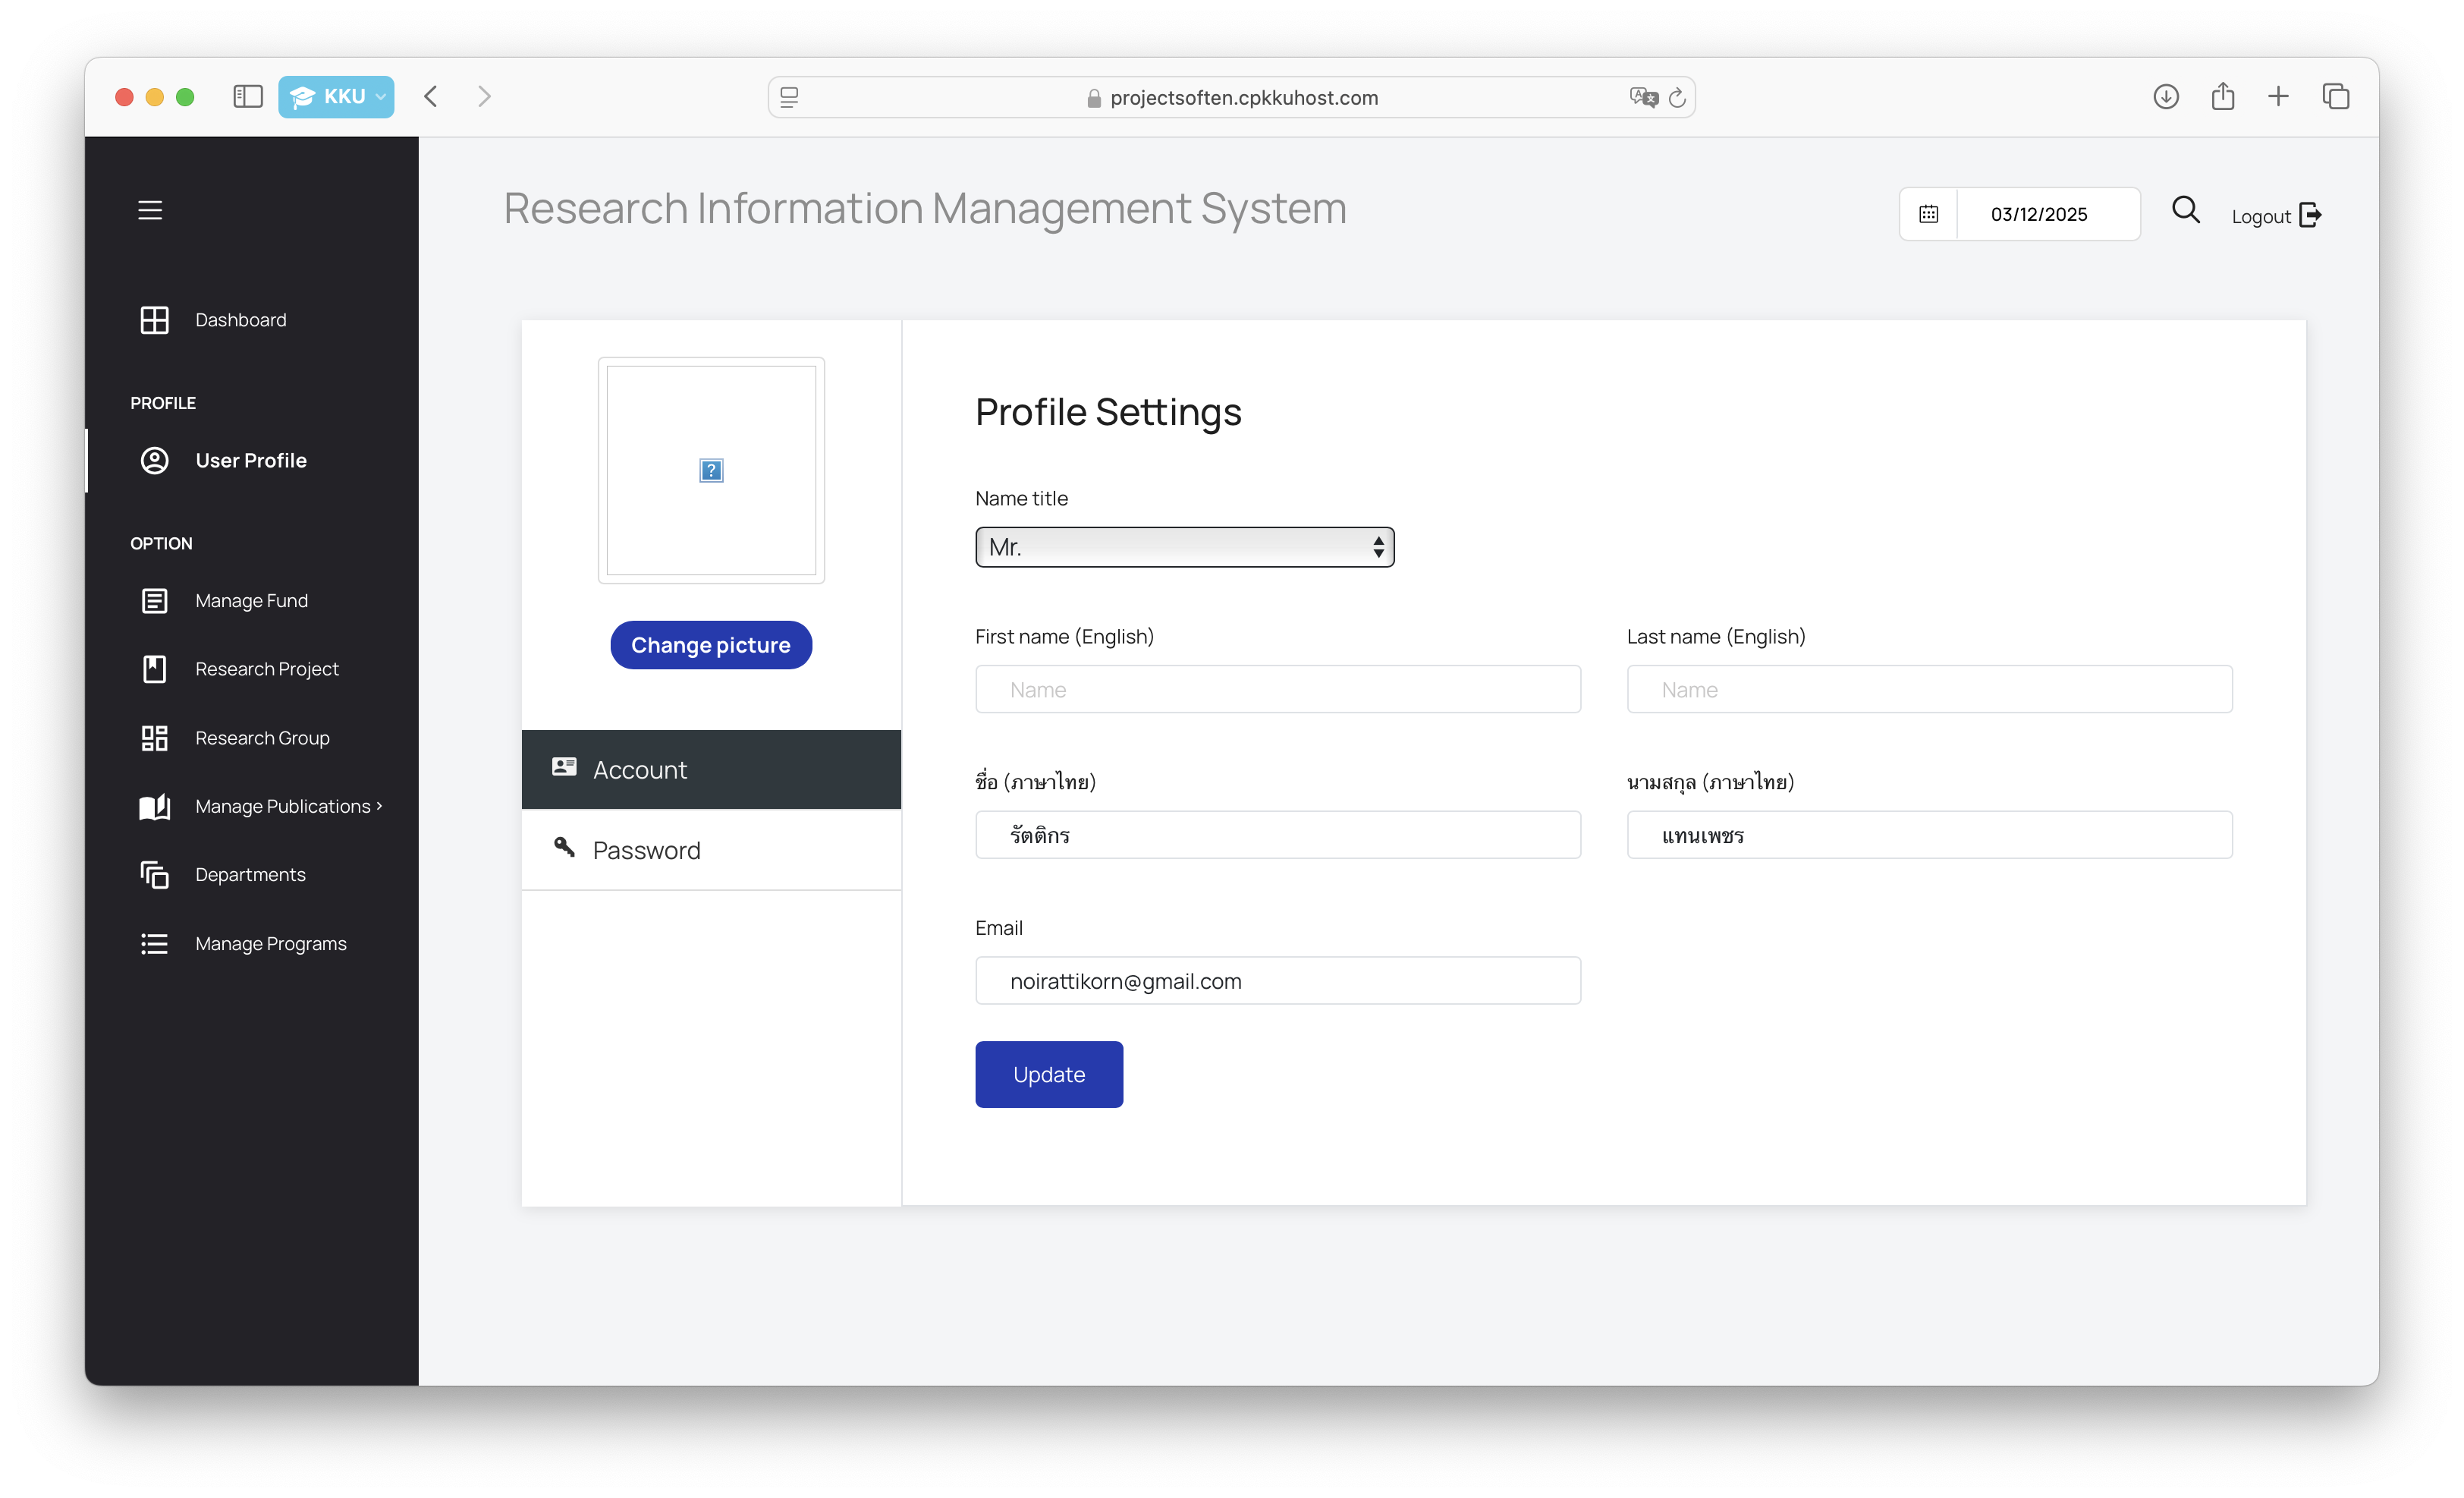 KKU
projectsoften.cpkkuhost.com
Research Information Management System
03/12/2025
Logout
Dashboard
PROFILE
User Profile
OPTION
Manage Fund
Research Project
Research Group
Manage Publications
Departments
Manage Programs
Change picture
Account
Password
Profile Settings
Name title
Mr.
First name (English)
Last name (English)
Name
Name
ชื่อ (ภาษาไทย)
นามสกุล (ภาษาไทย)
รัตติกร
แทนเพชร
Email
noirattikorn@gmail.com
Update